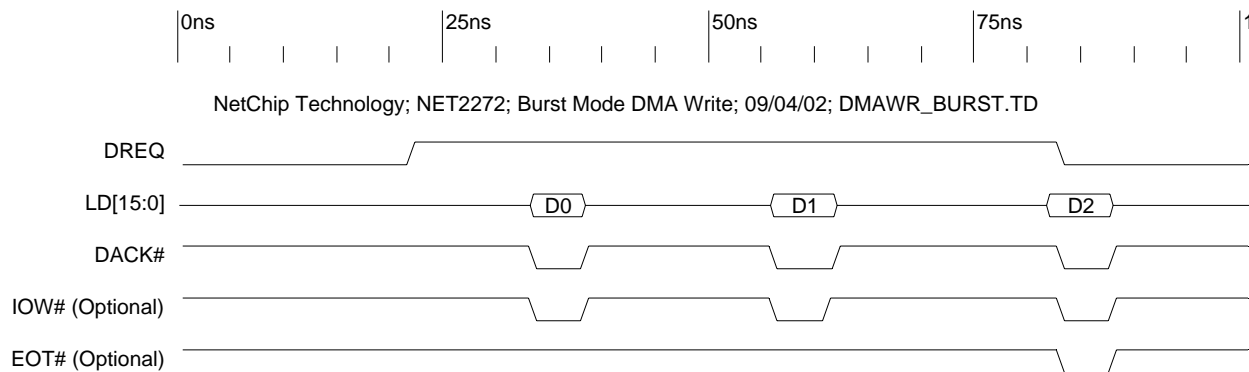 0ns 25ns 50ns 75ns 1
NetChip Technology; NET2272; Burst Mode DMA Write; 09/04/02; DMAWR_BURST.TD
DREQ
LD[15:0] D0 D1 D2
DACK#
IOW# (Optional)
EOT# (Optional)